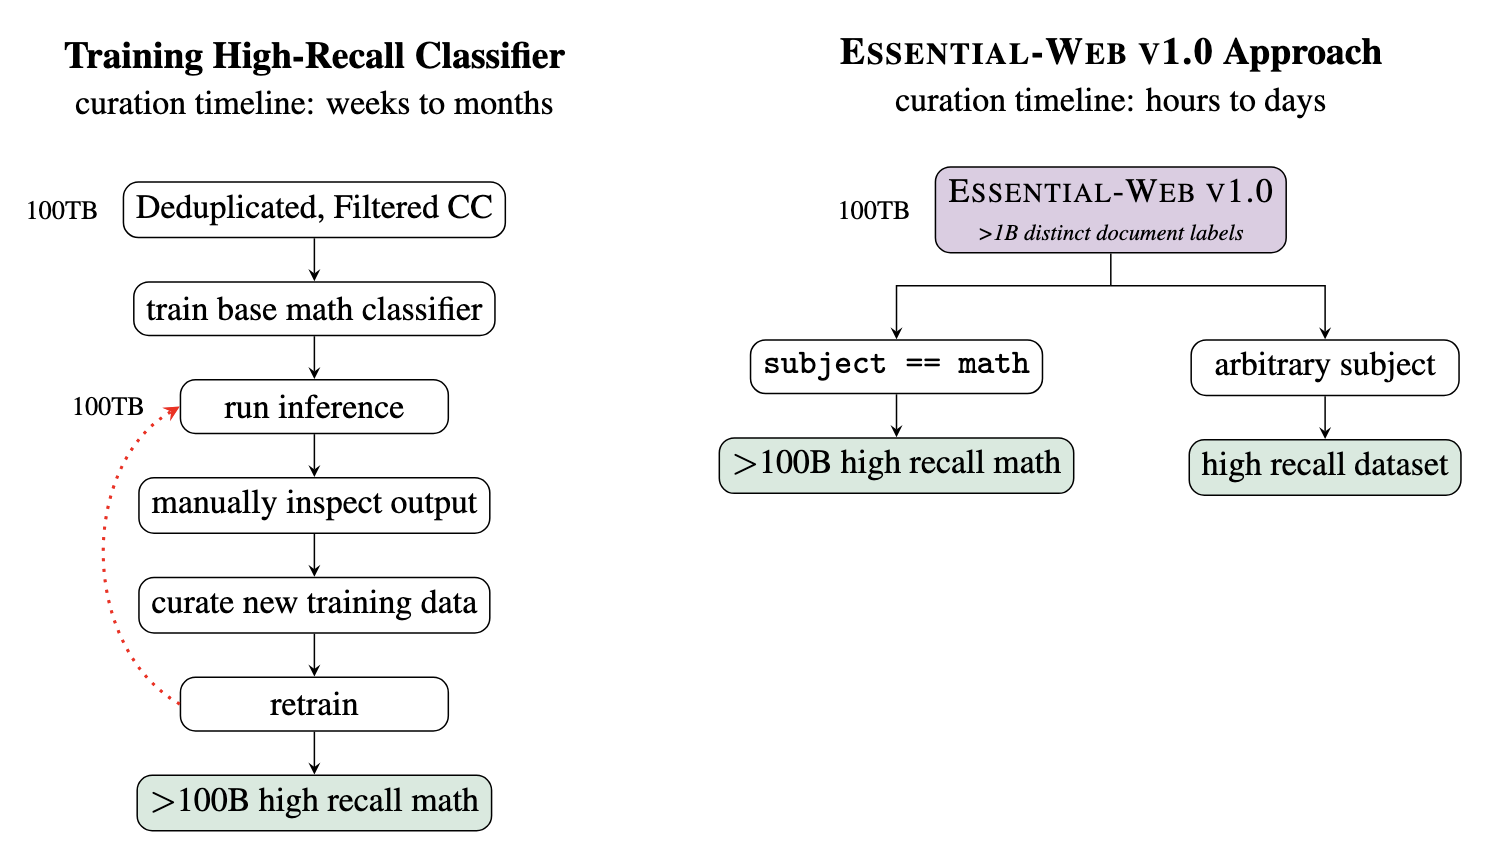 Training High-Recall Classifier
curation timeline: weeks to months
100TB
Deduplicated, Filtered CC
train base math classifier
100TB
run inference
manually inspect output
curate new training data
retrain
>100B high recall math
ESSENTIAL-WEB V1.0 Approach
curation timeline: hours to days
100TB
ESSENTIAL-WEB V1.0
>1B distinct document labels
subject == math
arbitrary subject
>100B high recall math
high recall dataset